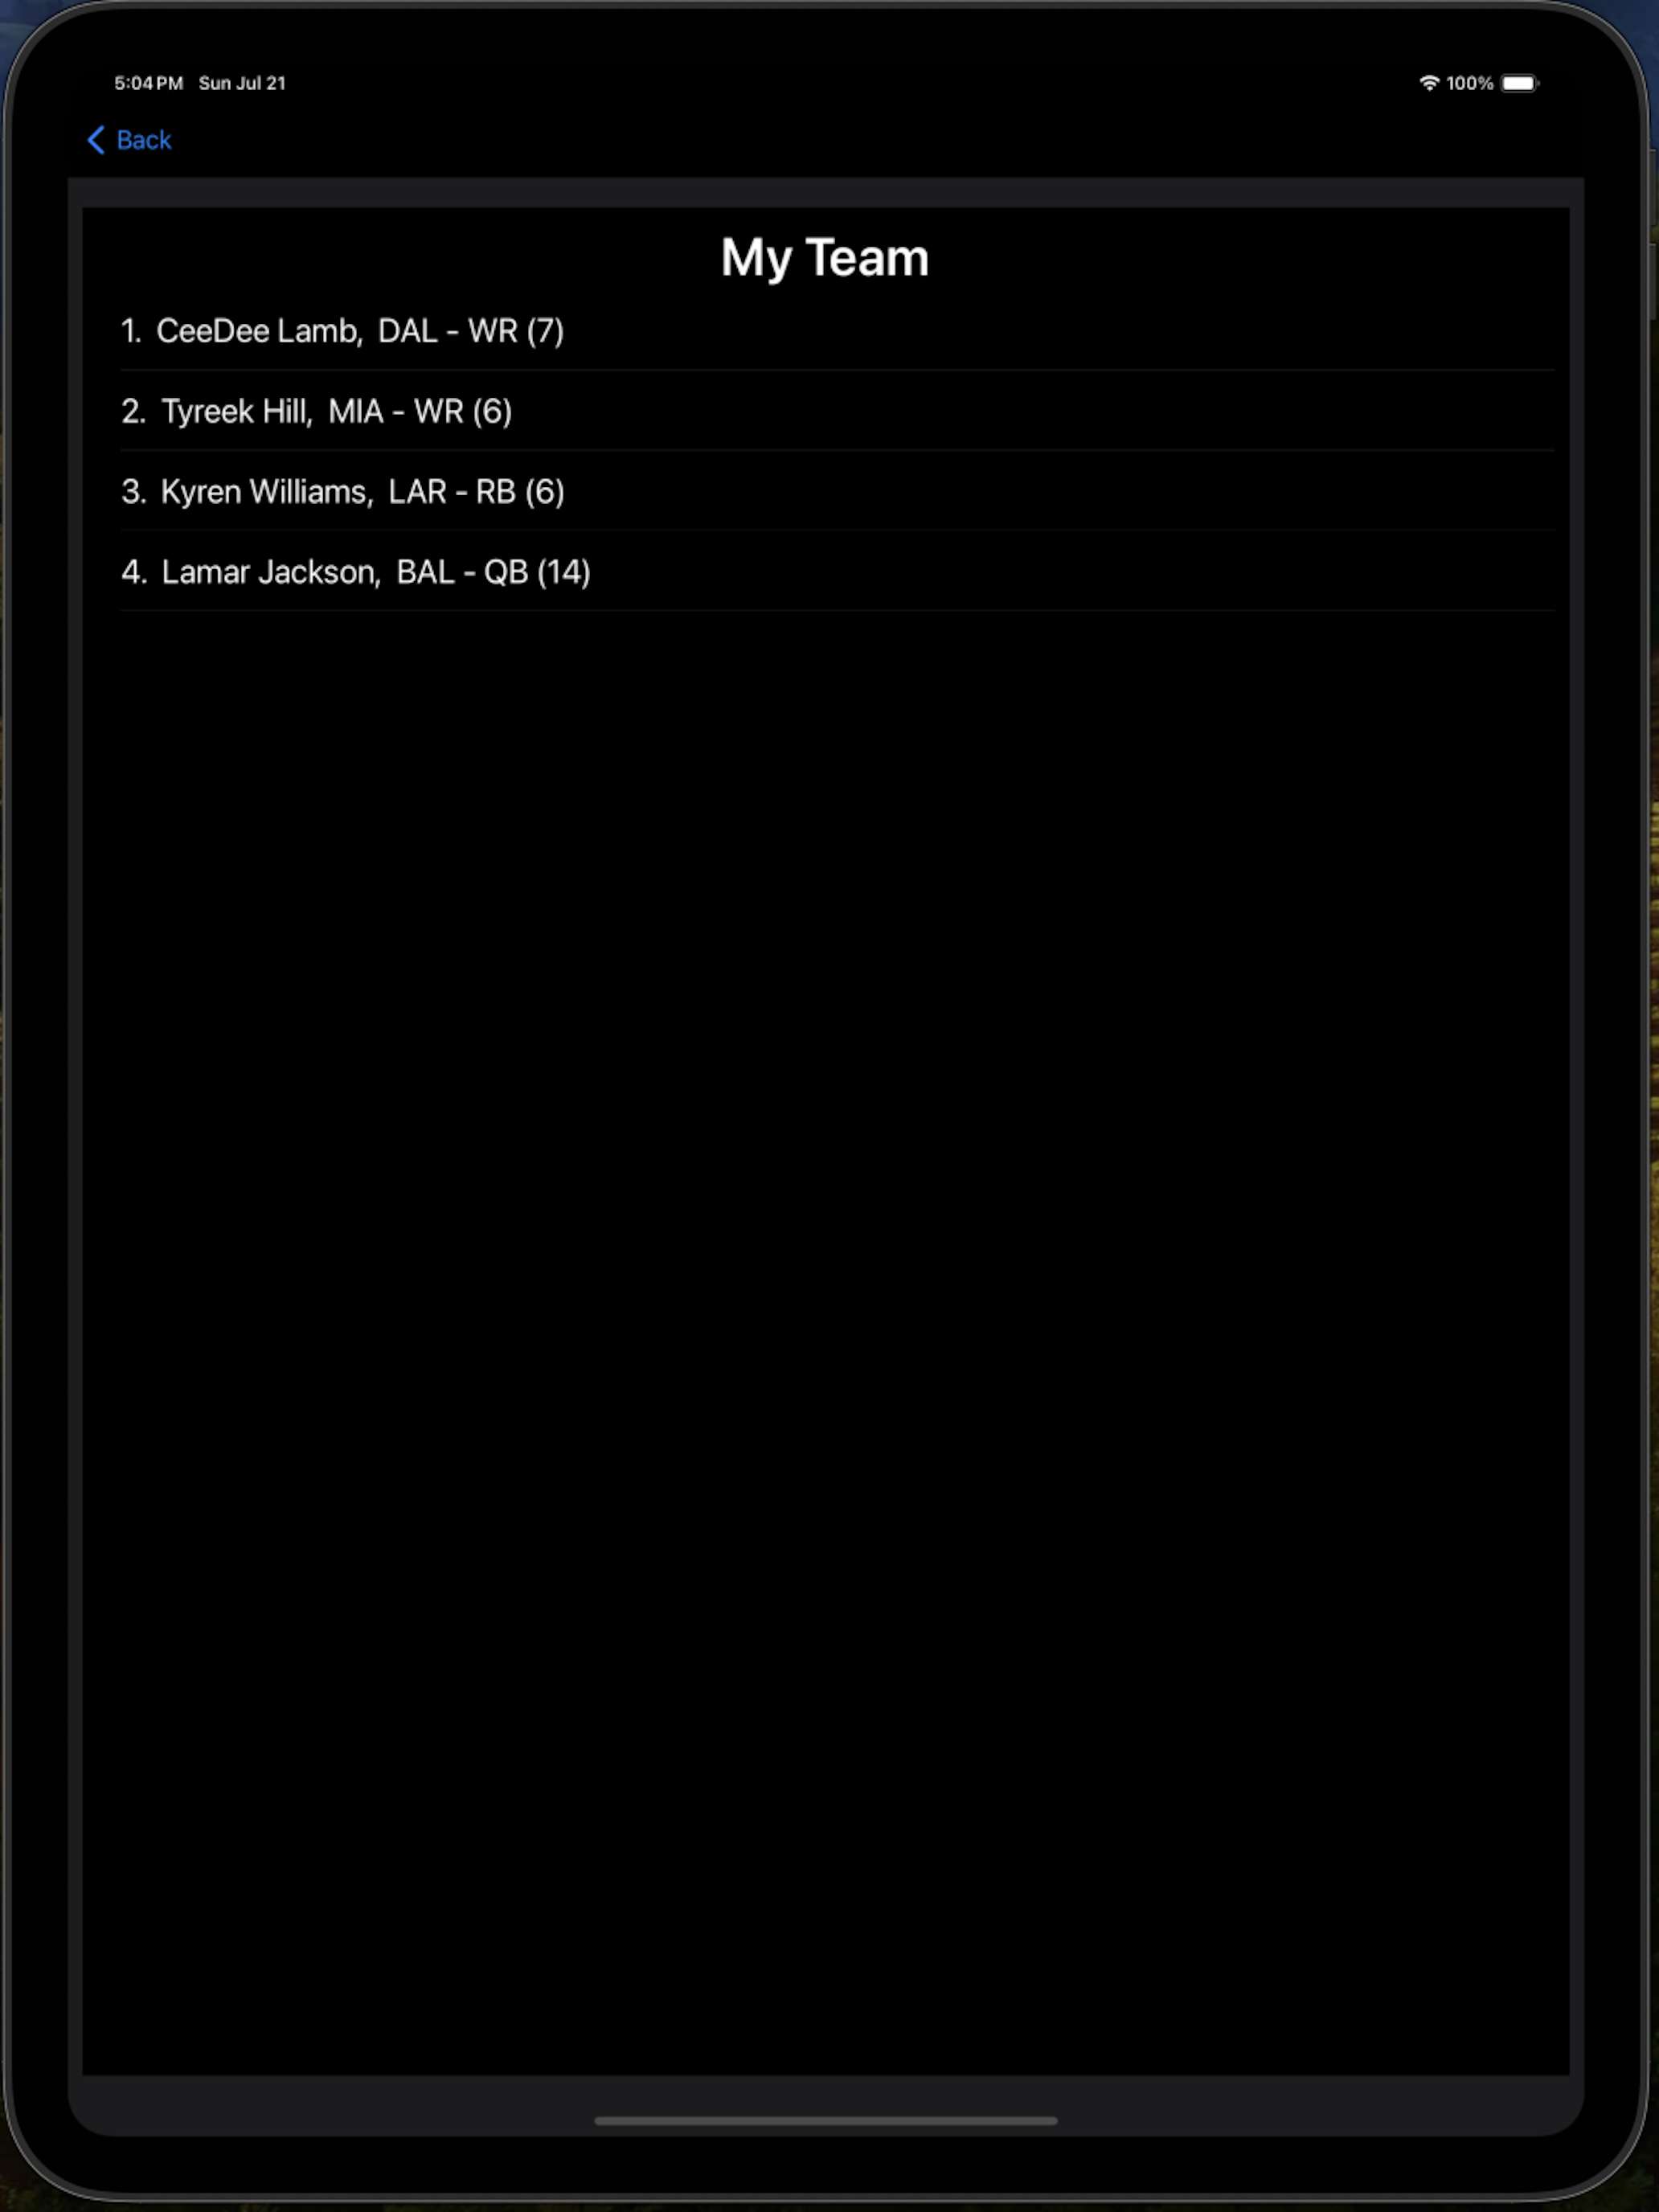 5:04 PM Sun Jul 21
100%
Back
My Team
1. CeeDee Lamb, DAL - WR (7)
2. Tyreek Hill, MIA - WR (6)
3. Kyren Williams, LAR - RB (6)
4. Lamar Jackson, BAL - QB (14)